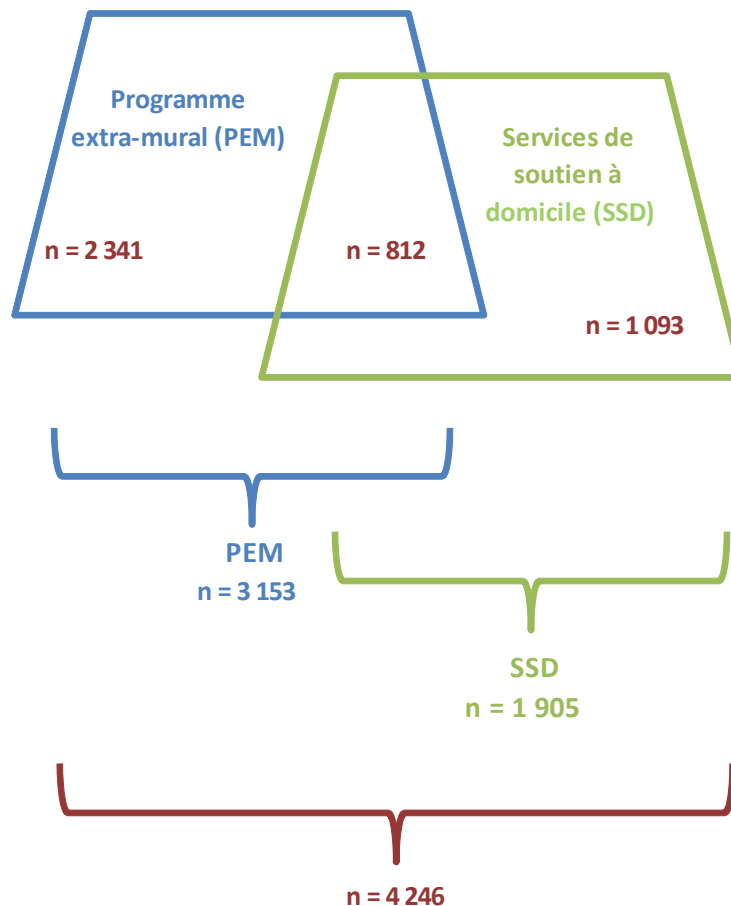 Programme
extra-mural (PEM)
Services de
soutien à
domicile (SSD)
n = 2 341
n = 812
n = 1 093
PEM
n = 3 153
SSD
n = 1 905
n = 4 246